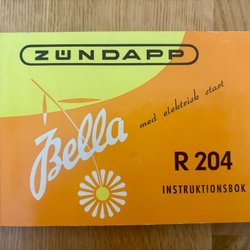 ZÜNDAPP
Bella
med elektrisk start
R 204
INSTRUKTIONSBOK